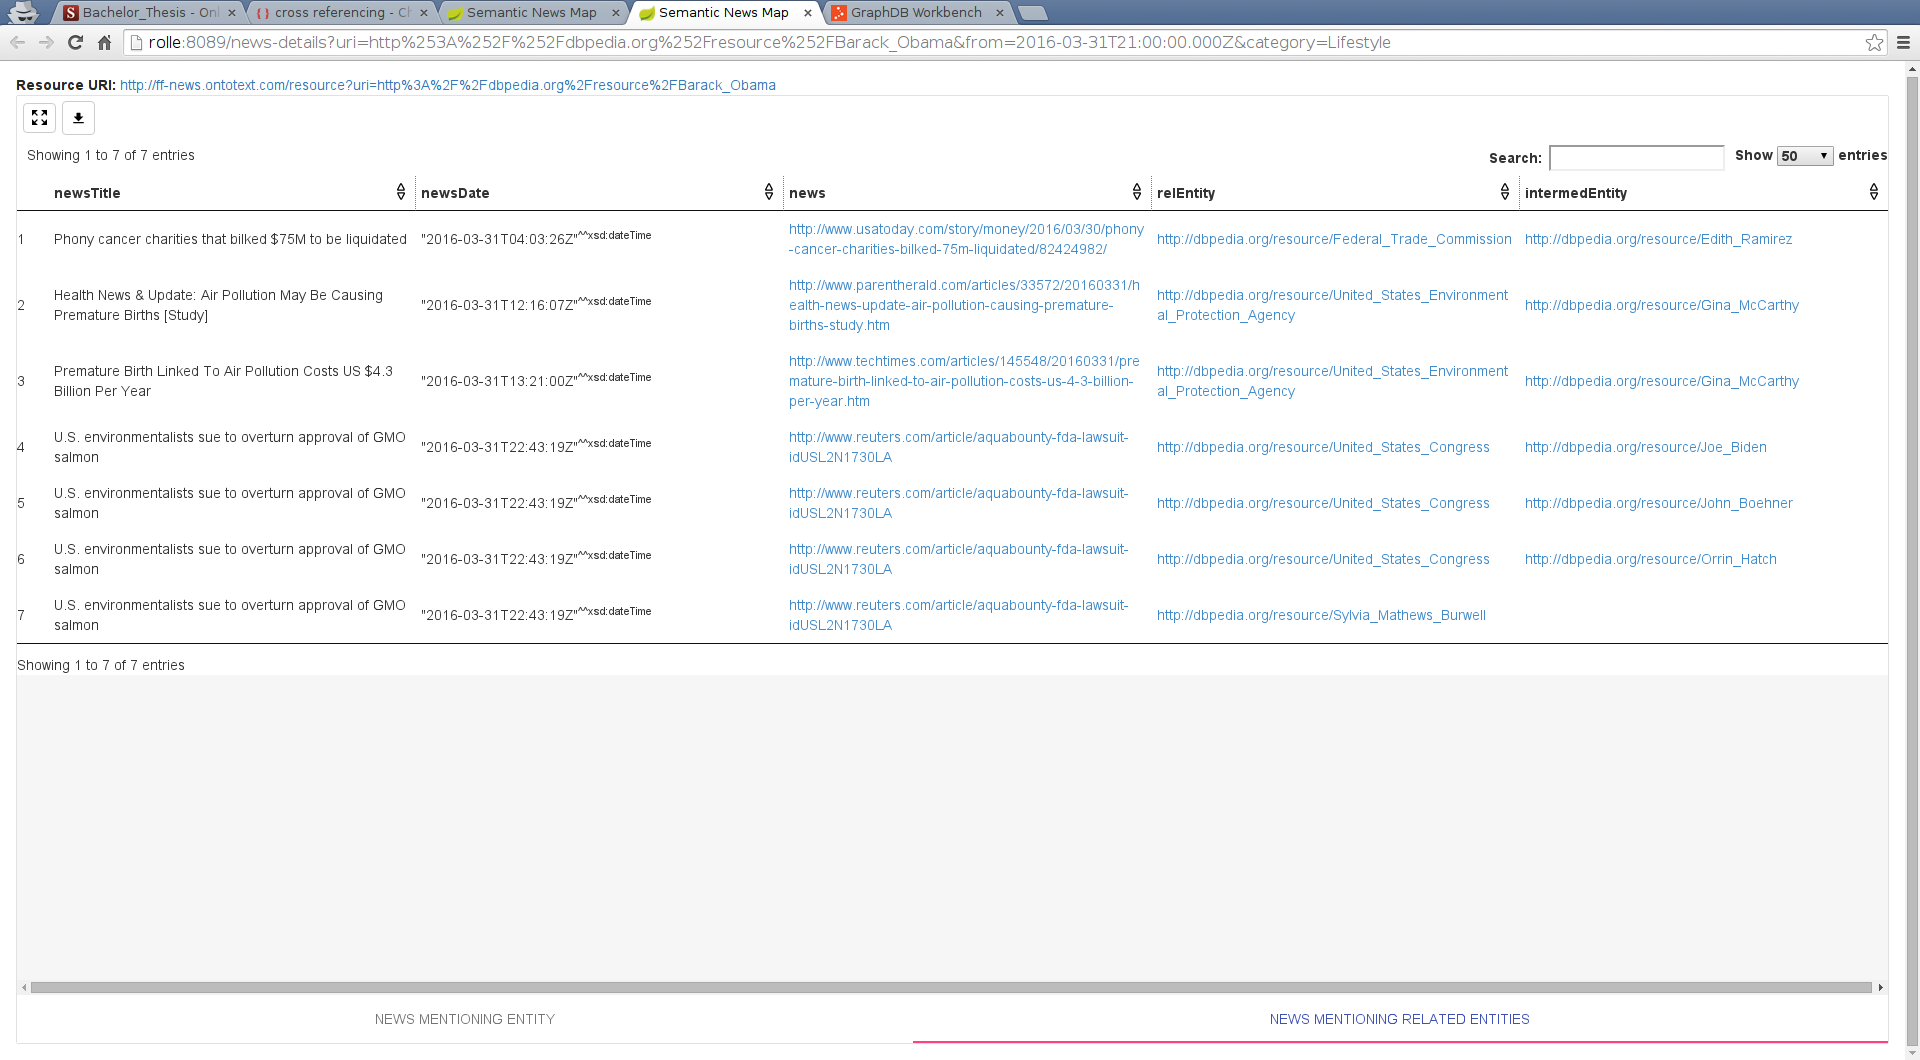 Bachelor_Thesis - Onl
cross referencing - Ch
Semantic News Map
Semantic News Map
GraphDB Workbench
rolle:8089/news-details?uri=http%253A%252F%252Fdbpedia.org%252Fresource%252FBarack_Obama&from=2016-03-31T21:00:00.000Z&category=Lifestyle
Resource URI: http://ff-news.ontotext.com/resource?uri=http%3A%2F%2Fdbpedia.org%2Fresource%2FBarack_Obama
Showing 1 to 7 of 7 entries
Search:
Show 50 entries
newsTitle newsDate news relEntity intermedEntity
1
Phony cancer charities that bilked $75M to be liquidated
"2016-03-31T04:03:26Z"^^xsd:dateTime
http://www.usatoday.com/story/money/2016/03/30/phony
-cancer-charities-bilked-75m-liquidated/82424982/
http://dbpedia.org/resource/Federal_Trade_Commission
http://dbpedia.org/resource/Edith_Ramirez
2
Health News & Update: Air Pollution May Be Causing
Premature Births [Study]
"2016-03-31T12:16:07Z"^^xsd:dateTime
http://www.parentherald.com/articles/33572/20160331/h
ealth-news-update-air-pollution-causing-premature-
births-study.htm
http://dbpedia.org/resource/United_States_Environment
al_Protection_Agency
http://dbpedia.org/resource/Gina_McCarthy
3
Premature Birth Linked To Air Pollution Costs US $4.3
Billion Per Year
"2016-03-31T13:21:00Z"^^xsd:dateTime
http://www.techtimes.com/articles/145548/20160331/pre
mature-birth-linked-to-air-pollution-costs-us-4-3-billion-
per-year.htm
http://dbpedia.org/resource/United_States_Environment
al_Protection_Agency
http://dbpedia.org/resource/Gina_McCarthy
4
U.S. environmentalists sue to overturn approval of GMO
salmon
"2016-03-31T22:43:19Z"^^xsd:dateTime
http://www.reuters.com/article/aquabounty-fda-lawsuit-
idUSL2N1730LA
http://dbpedia.org/resource/United_States_Congress
http://dbpedia.org/resource/Joe_Biden
5
U.S. environmentalists sue to overturn approval of GMO
salmon
"2016-03-31T22:43:19Z"^^xsd:dateTime
http://www.reuters.com/article/aquabounty-fda-lawsuit-
idUSL2N1730LA
http://dbpedia.org/resource/United_States_Congress
http://dbpedia.org/resource/John_Boehner
6
U.S. environmentalists sue to overturn approval of GMO
salmon
"2016-03-31T22:43:19Z"^^xsd:dateTime
http://www.reuters.com/article/aquabounty-fda-lawsuit-
idUSL2N1730LA
http://dbpedia.org/resource/United_States_Congress
http://dbpedia.org/resource/Orrin_Hatch
7
U.S. environmentalists sue to overturn approval of GMO
salmon
"2016-03-31T22:43:19Z"^^xsd:dateTime
http://www.reuters.com/article/aquabounty-fda-lawsuit-
idUSL2N1730LA
http://dbpedia.org/resource/Sylvia_Mathews_Burwell
Showing 1 to 7 of 7 entries
NEWS MENTIONING ENTITY
NEWS MENTIONING RELATED ENTITIES